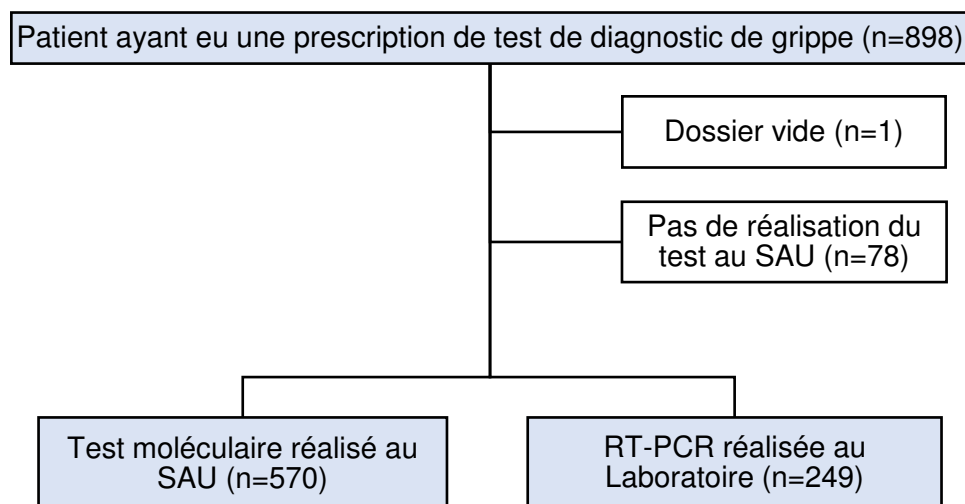 Patient ayant eu une prescription de test de diagnostic de grippe (n=898)
Dossier vide (n=1)
Pas de réalisation du
test au SAU (n=78)
Test moléculaire réalisé au
SAU (n=570)
RT-PCR réalisée au
Laboratoire (n=249)